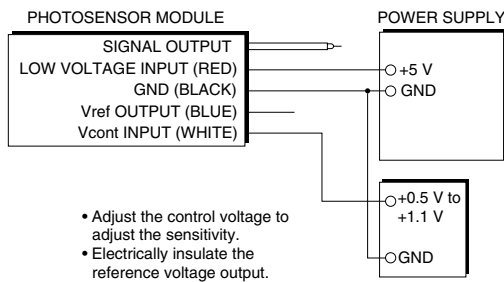 PHOTOSENSOR MODULE
POWER SUPPLY
SIGNAL OUTPUT
LOW VOLTAGE INPUT (RED)
GND (BLACK)
Vref OUTPUT (BLUE)
Vcont INPUT (WHITE)
+5 V
GND
+0.5 V to
+1.1 V
GND
• Adjust the control voltage to
adjust the sensitivity.
• Electrically insulate the
reference voltage output.